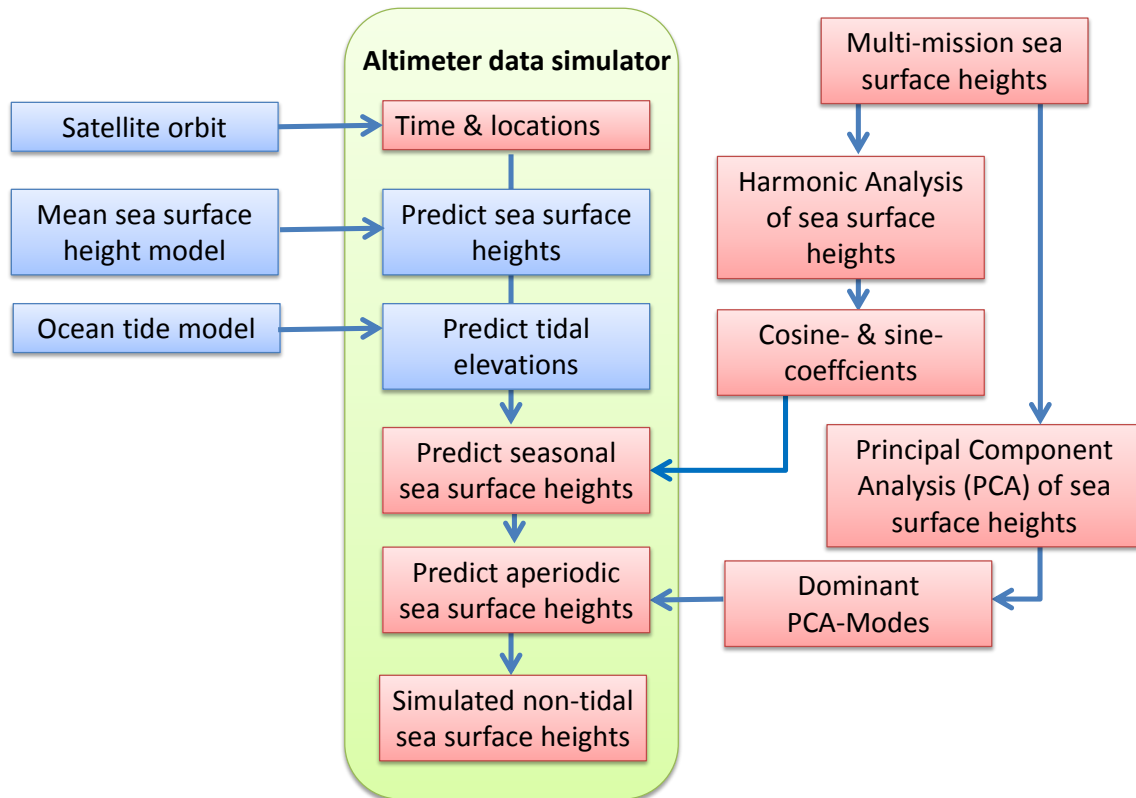 Altimeter data simulator
Satellite orbit
Time & locations
Mean sea surface
height model
Predict sea surface
heights
Ocean tide model
Predict tidal
elevations
Predict seasonal
sea surface heights
Predict aperiodic
sea surface heights
Simulated non-tidal
sea surface heights
Multi-mission sea
surface heights
Harmonic Analysis
of sea surface
heights
Cosine- & sine-
coeffcients
Principal Component
Analysis (PCA) of sea
surface heights
Dominant
PCA-Modes